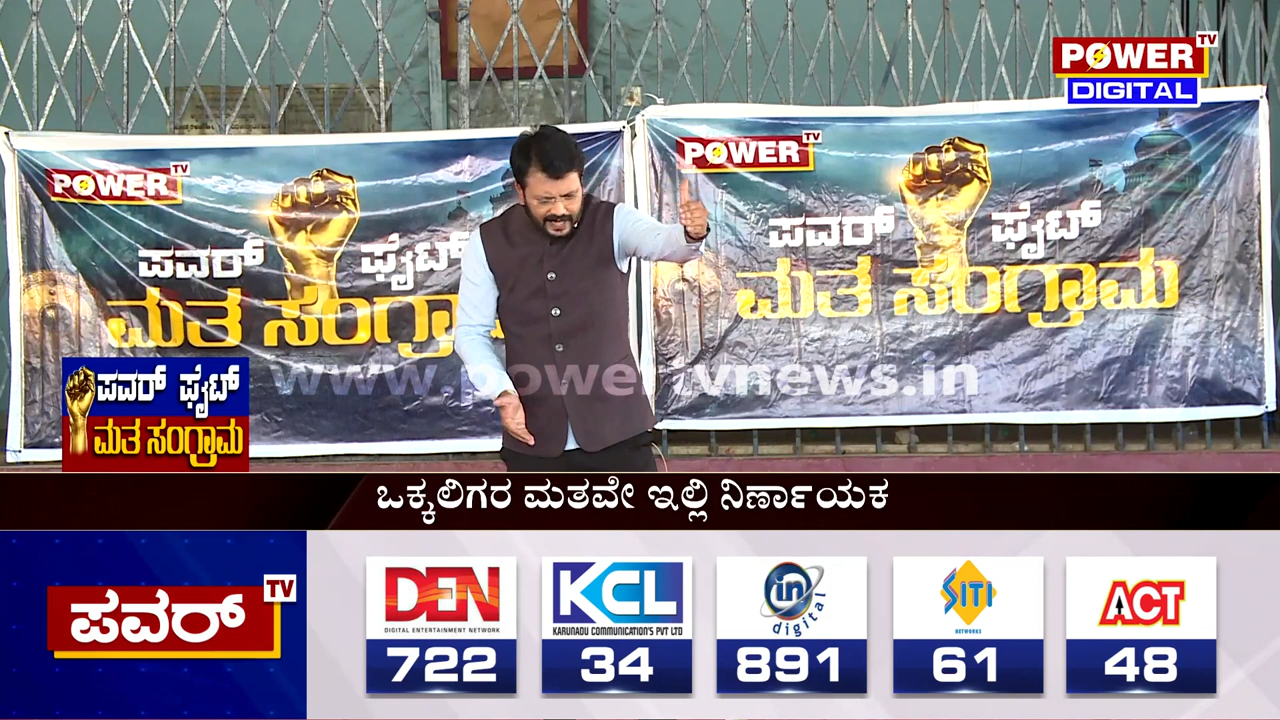 POWER TV
DIGITAL
POWER TV
ಪವರ್ ಫೈಟ್
ಮತ ಸಂಗ್ರಾಮ
POWER TV
ಪವರ್ ಫೈಟ್
ಮತ ಸಂಗ್ರಾಮ
www.powertvnews.in
ಪವರ್ ಫೈಟ್
ಮತ ಸಂಗ್ರಾಮ
ಒಕ್ಕಲಿಗರ ಮತವೇ ಇಲ್ಲಿ ನಿರ್ಣಾಯಕ
ಪವರ್ TV
DEN
DIGITAL ENTERTAINMENT NETWORK
722
KCL
KARUNADU COMMUNICATION'S PVT LTD
34
in
digital
891
SITI
NETWORKS
61
ACT
48